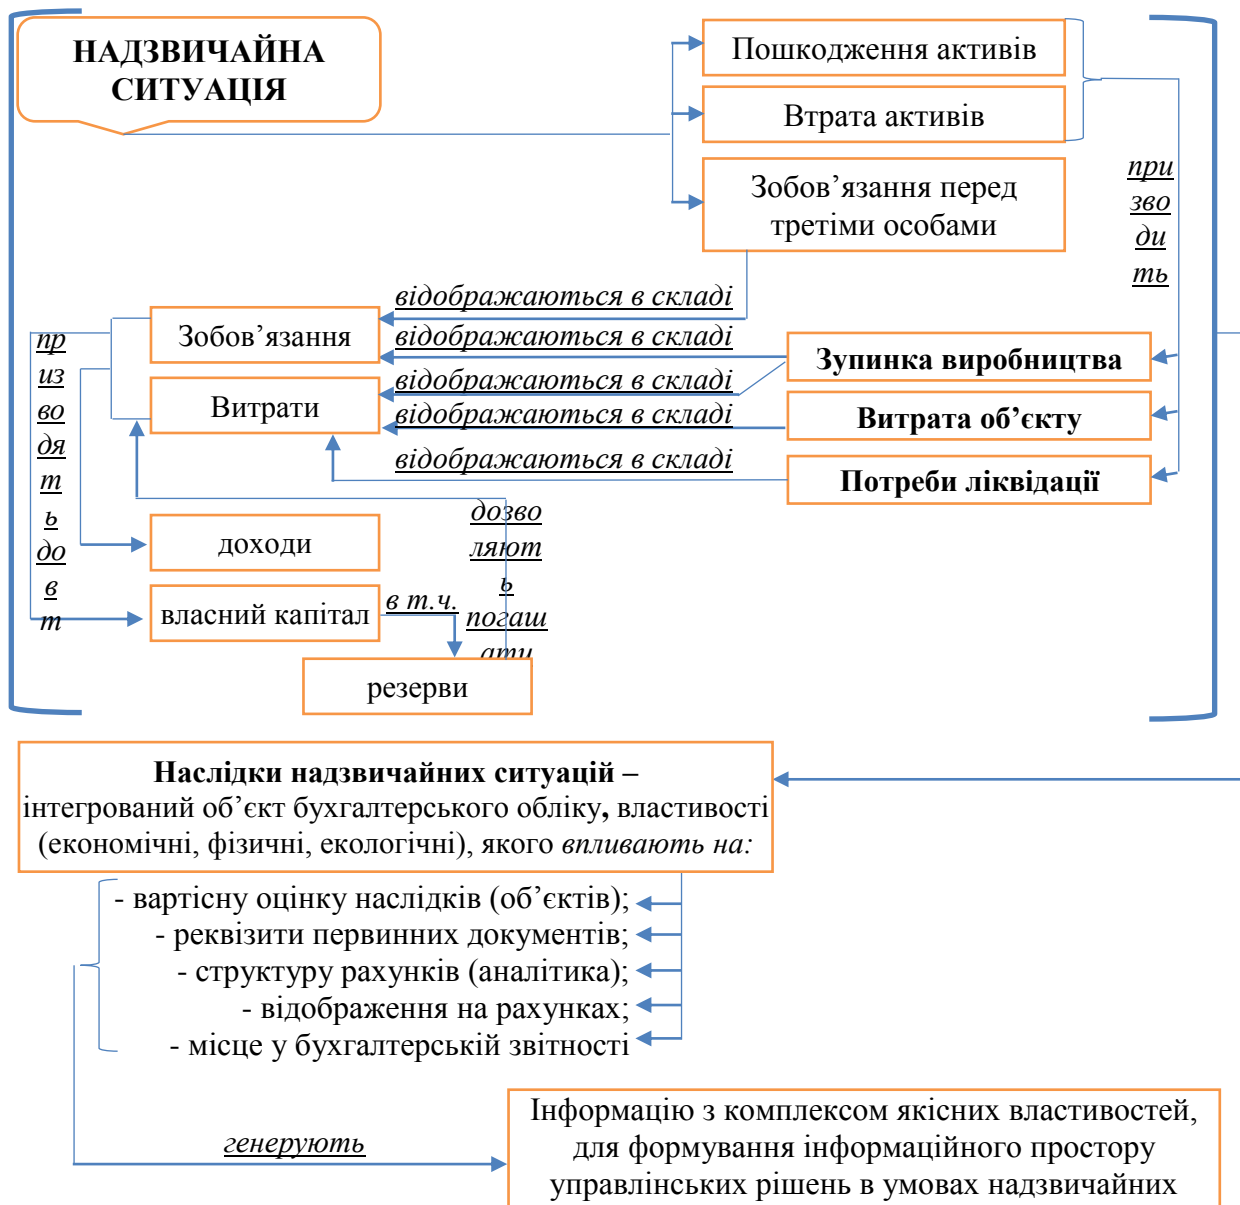 НАДЗВИЧАЙНА
СИТУАЦІЯ
Пошкодження активів
Втрата активів
Зобов’язання перед
третіми особами
при
зво
ди
ть
відображаються в складі
Зобов’язання
відображаються в складі
Зупинка виробництва
відображаються в складі
Витрати
відображаються в складі
Витрата об’єкту
відображаються в складі
Потреби ліквідації
пр
из
во
дя
т
ь
до
в
т
доходи
власний капітал
в т.ч.
дозво
ляют
ь
погаш
ати
резерви
Наслідки надзвичайних ситуацій –
інтегрований об’єкт бухгалтерського обліку, властивості
(економічні, фізичні, екологічні), якого впливають на:
- вартісну оцінку наслідків (об’єктів);
- реквізити первинних документів;
- структуру рахунків (аналітика);
- відображення на рахунках;
- місце у бухгалтерській звітності
генерують
Інформацію з комплексом якісних властивостей,
для формування інформаційного простору
управлінських рішень в умовах надзвичайних